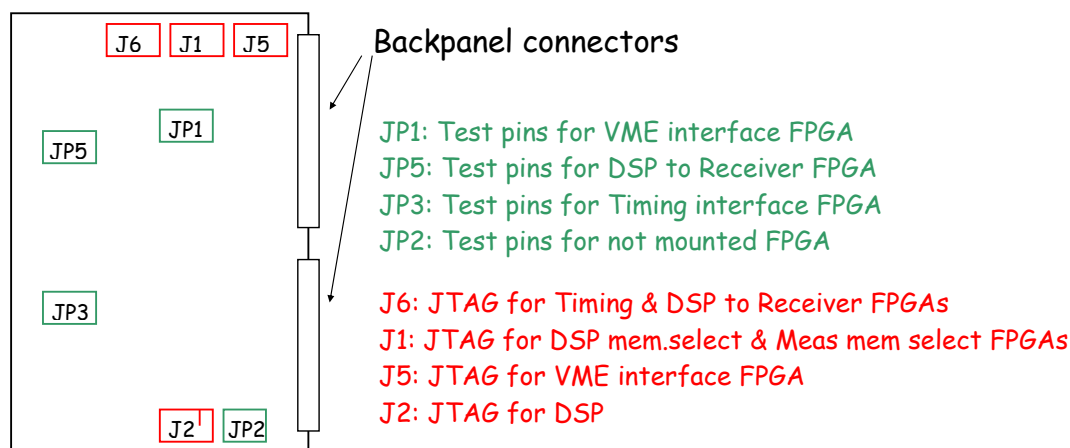 J6 J1 J5
Backpanel connectors
JP1
JP5
JP1: Test pins for VME interface FPGA
JP5: Test pins for DSP to Receiver FPGA
JP3: Test pins for Timing interface FPGA
JP2: Test pins for not mounted FPGA
JP3
J6: JTAG for Timing & DSP to Receiver FPGAs
J1: JTAG for DSP mem.select & Meas mem select FPGAs
J5: JTAG for VME interface FPGA
J2: JTAG for DSP
J2 JP2